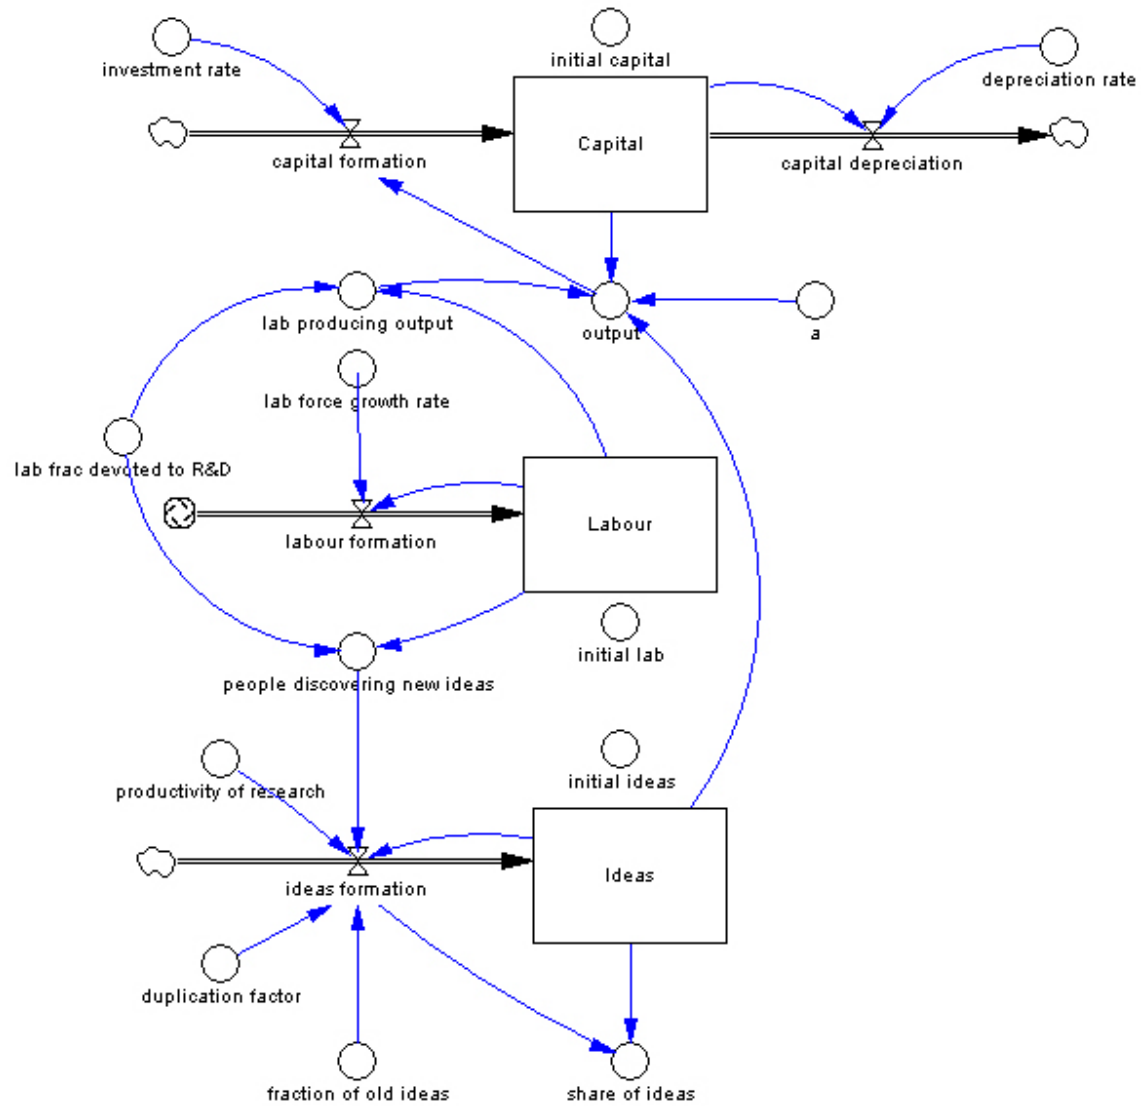 investment rate
initial capital
depreciation rate
Capital
capital formation
capital depreciation
lab producing output
output
a
lab force growth rate
lab frac devoted to R&D
Labour
labour formation
initial lab
people discovering new ideas
initial ideas
productivity of research
Ideas
ideas formation
duplication factor
fraction of old ideas
share of ideas